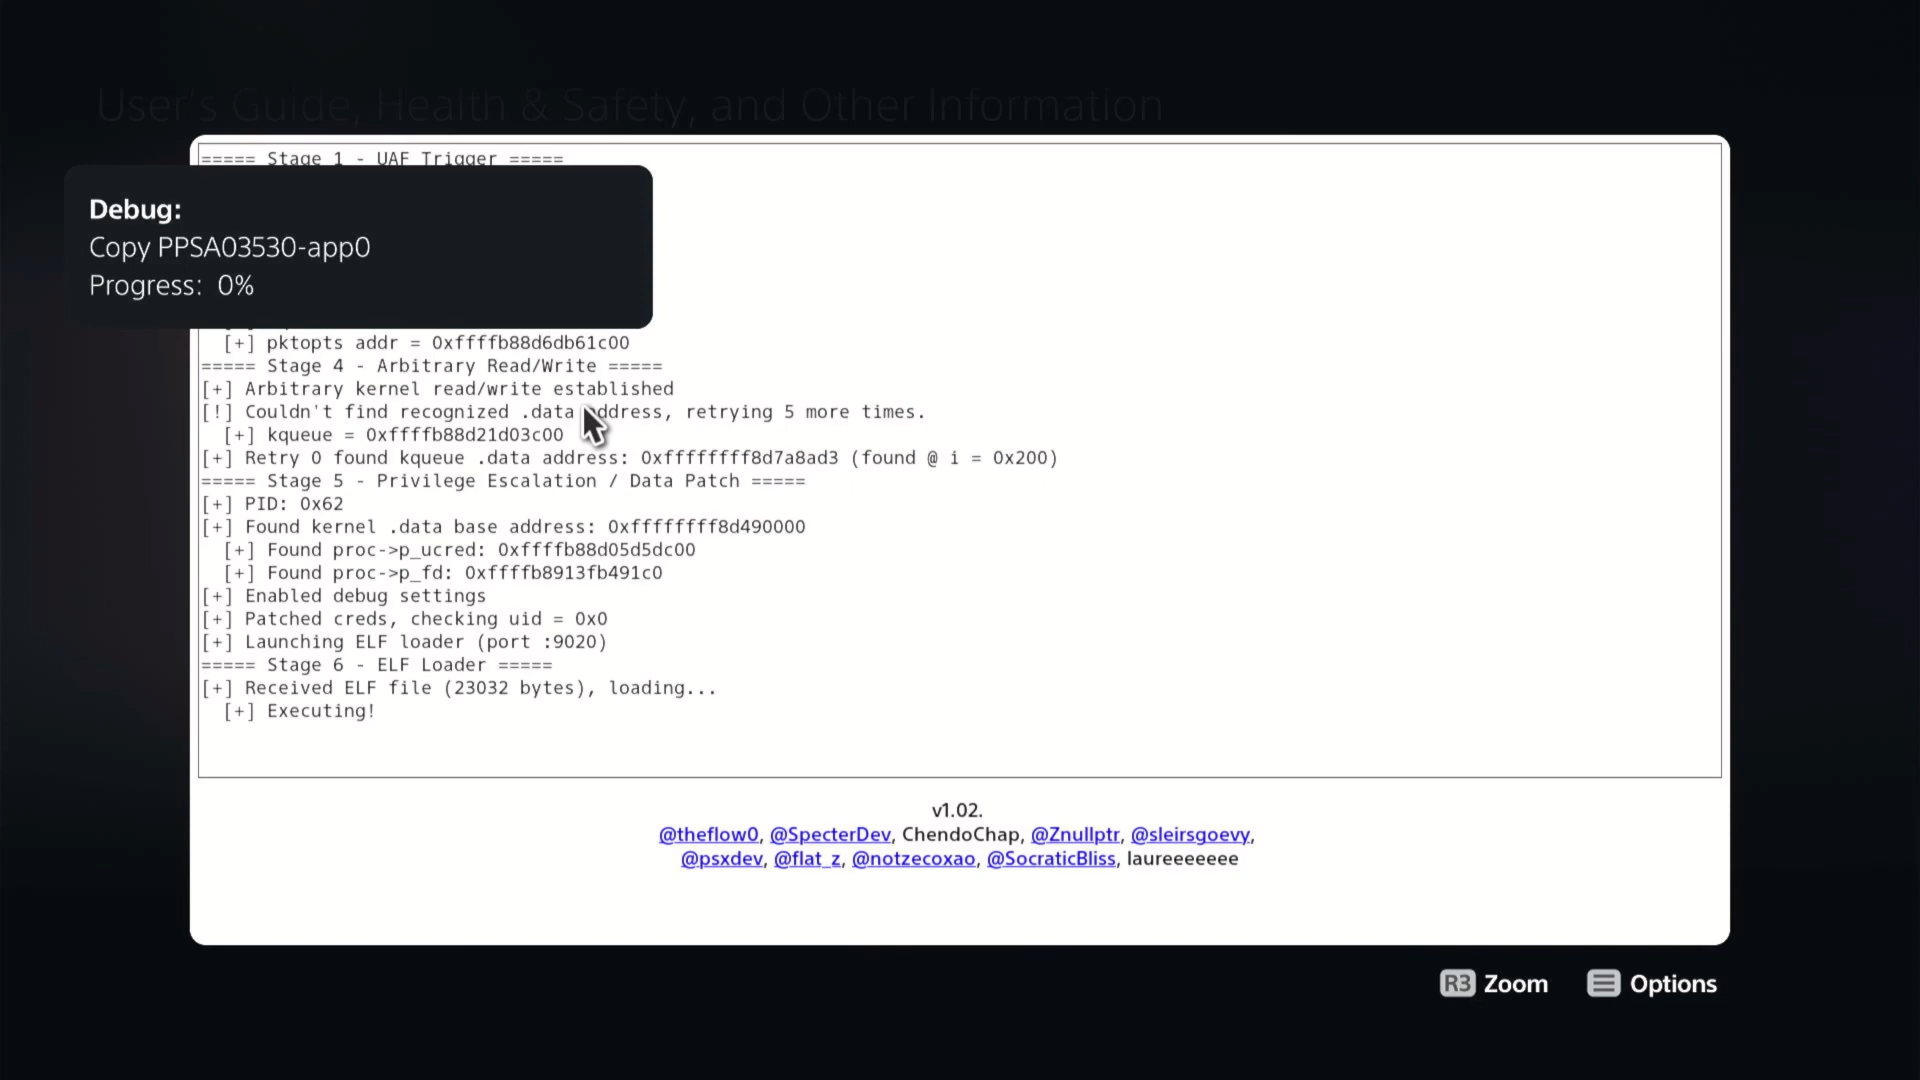 User's Guide, Health & Safety, and Other Information
===== Stage 1 - UAF Trigger =====
Debug:
Copy PPSA03530-app0
Progress:  0%
[+] pktopts addr = 0xffffb88d6db61c00
===== Stage 4 - Arbitrary Read/Write =====
[+] Arbitrary kernel read/write established
[!] Couldn't find recognized .data address, retrying 5 more times.
[+] kqueue = 0xffffb88d21d03c00
[+] Retry 0 found kqueue .data address: 0xffffffff8d7a8ad3 (found @ i = 0x200)
===== Stage 5 - Privilege Escalation / Data Patch =====
[+] PID: 0x62
[+] Found kernel .data base address: 0xffffffff8d490000
[+] Found proc->p_ucred: 0xffffb88d05d5dc00
[+] Found proc->p_fd: 0xffffb8913fb491c0
[+] Enabled debug settings
[+] Patched creds, checking uid = 0x0
[+] Launching ELF loader (port :9020)
===== Stage 6 - ELF Loader =====
[+] Received ELF file (23032 bytes), loading...
[+] Executing!
v1.02.
@theflow0, @SpecterDev, ChendoChap, @Znullptr, @sleirsgoevy,
@psxdev, @flat_z, @notzecoxao, @SocraticBliss, laureeeeeee
R3 Zoom
Options